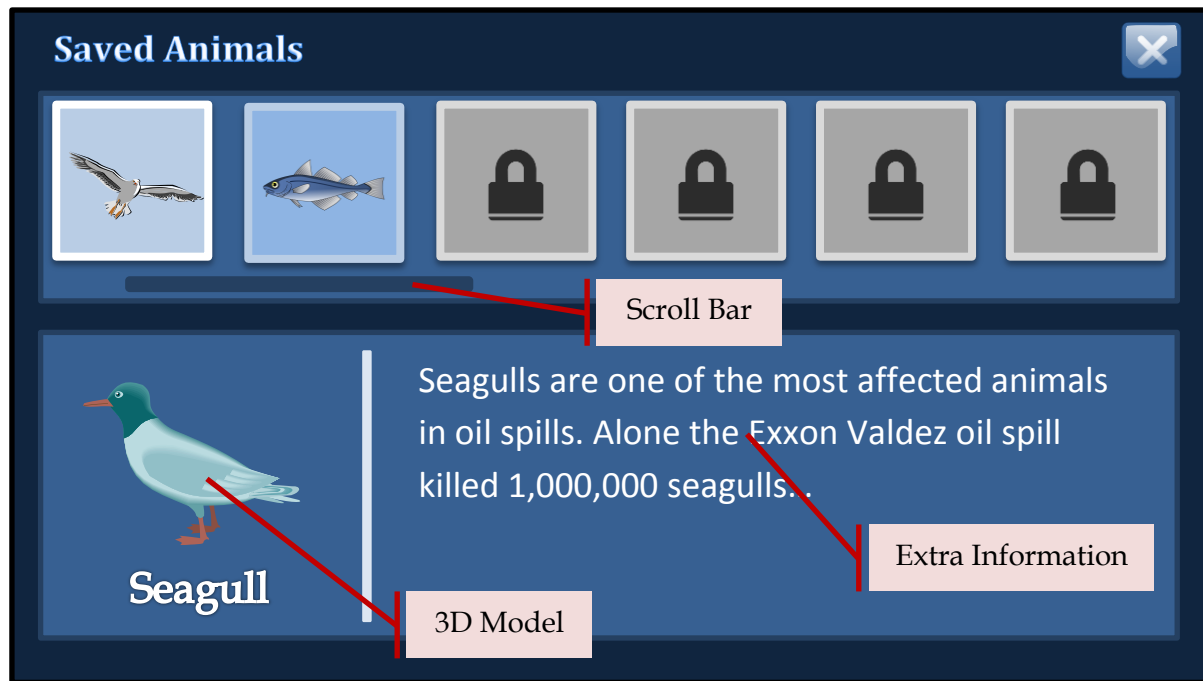 Saved Animals
Scroll Bar
Seagulls are one of the most affected animals
in oil spills. Alone the Exxon Valdez oil spill
killed 1,000,000 seagulls...
Extra Information
Seagull
3D Model